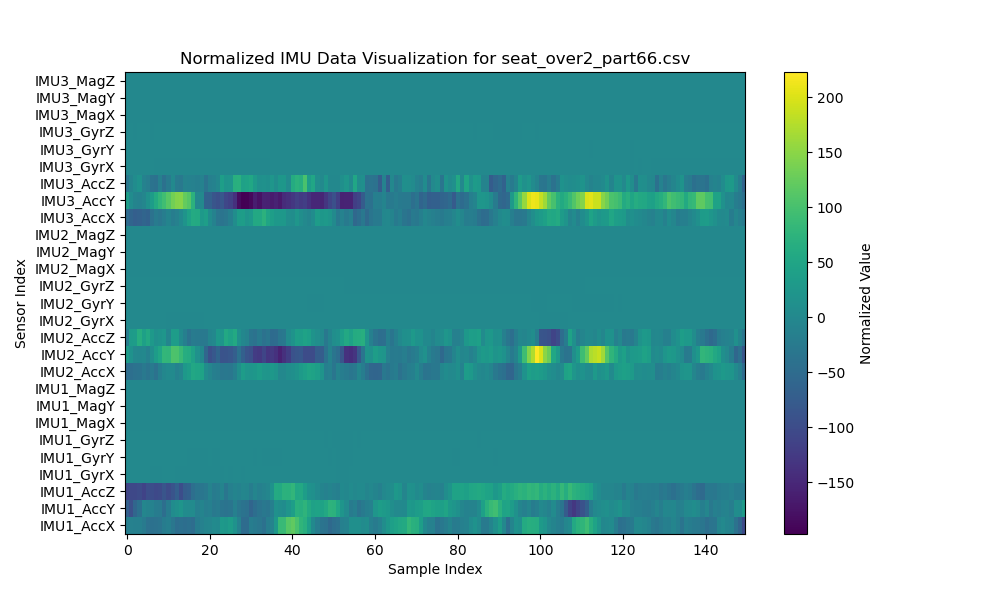 Normalized IMU Data Visualization for seat_over2_part66.csv
IMU3_MagZ
IMU3_MagY
IMU3_MagX
IMU3_GyrZ
IMU3_GyrY
IMU3_GyrX
IMU3_AccZ
IMU3_AccY
IMU3_AccX
IMU2_MagZ
IMU2_MagY
IMU2_MagX
IMU2_GyrZ
IMU2_GyrY
IMU2_GyrX
IMU2_AccZ
IMU2_AccY
IMU2_AccX
IMU1_MagZ
IMU1_MagY
IMU1_MagX
IMU1_GyrZ
IMU1_GyrY
IMU1_GyrX
IMU1_AccZ
IMU1_AccY
IMU1_AccX
Sensor Index
0 20 40 60 80 100 120 140
Sample Index
200
150
100
50
0
−50
−100
−150
Normalized Value